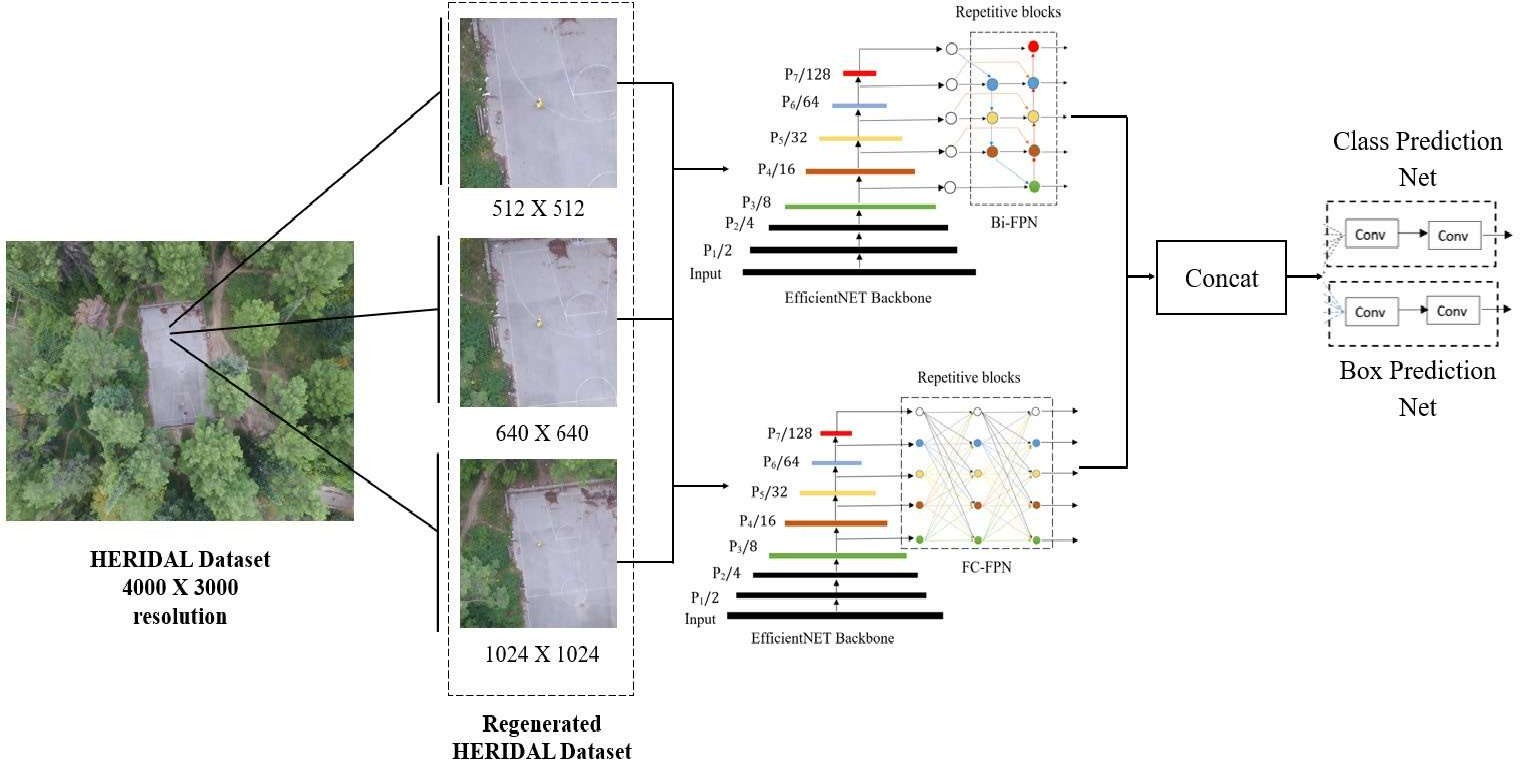 HERIDAL Dataset
4000 X 3000
resolution
512 X 512
640 X 640
1024 X 1024
Regenerated
HERIDAL Dataset
Repetitive blocks
P7/128
P6/64
P5/32
P4/16
P3/8
P2/4
P1/2
Input
Bi-FPN
EfficientNET Backbone
Repetitive blocks
P7/128
P6/64
P5/32
P4/16
P3/8
P2/4
P1/2
Input
FC-FPN
EfficientNET Backbone
Concat
Class Prediction
Net
Conv
Conv
Conv
Conv
Box Prediction
Net